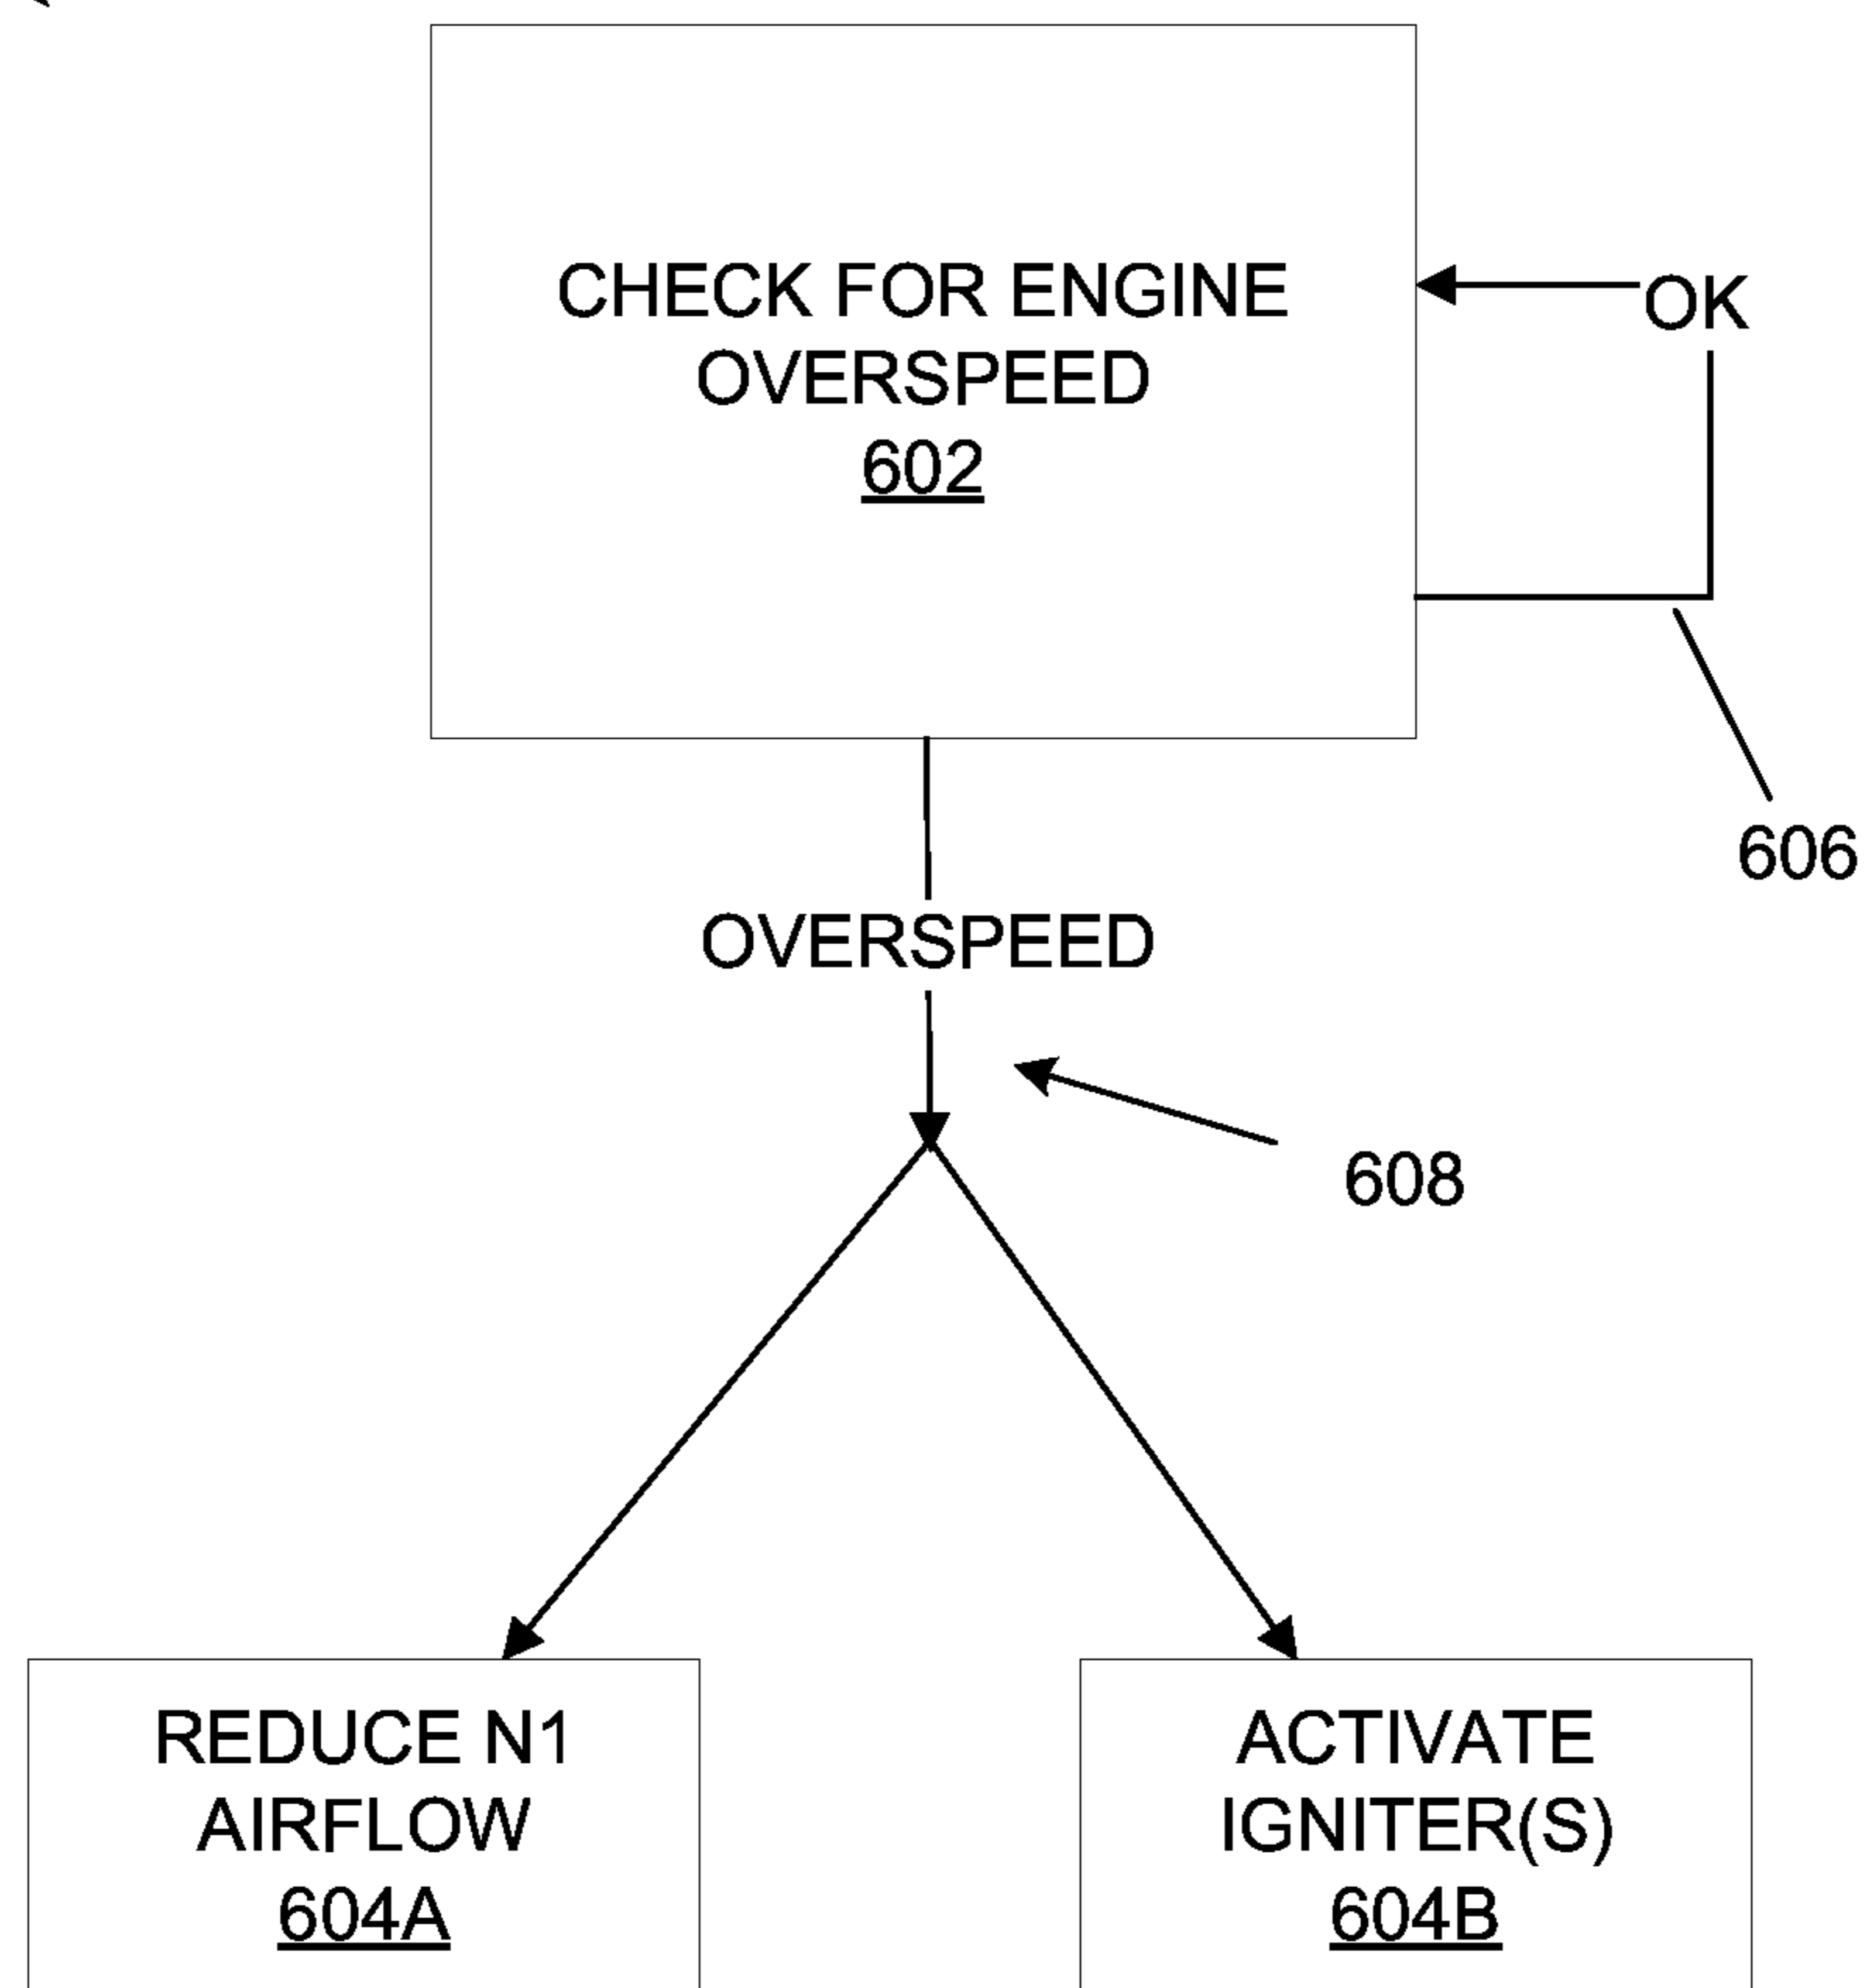 CHECK FOR ENGINE
OVERSPEED
602
OK
606
OVERSPEED
608
REDUCE N1
AIRFLOW
604A
ACTIVATE
IGNITER(S)
604B